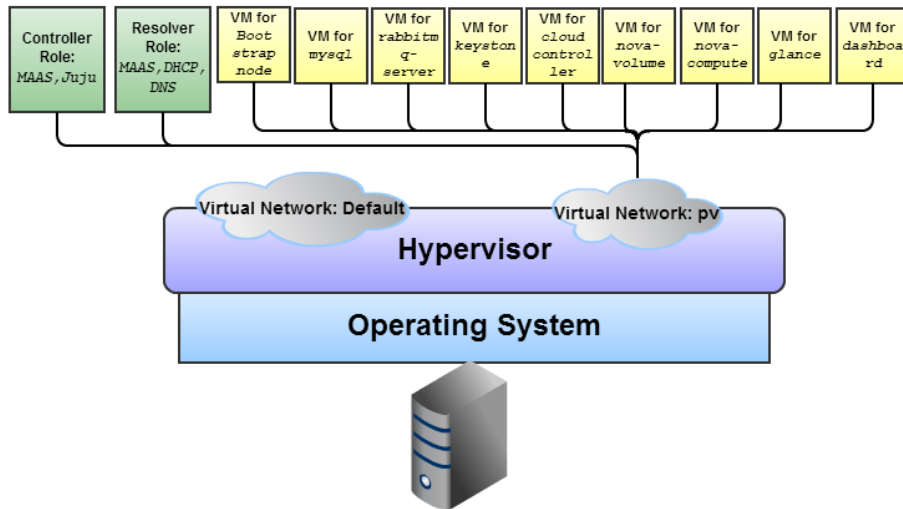 Controller
Role:
MAAS,Juju
Resolver
Role:
MAAS,DHCP,
DNS
VM for
Boot
strap
node
VM for
mysql
VM for
rabbitm
q-
server
VM for
keyston
e
VM for
cloud
control
ler
VM for
nova-
volume
VM for
nova-
compute
VM for
glance
VM for
dashboa
rd
Virtual Network: Default
Virtual Network: pv
Hypervisor
Operating System